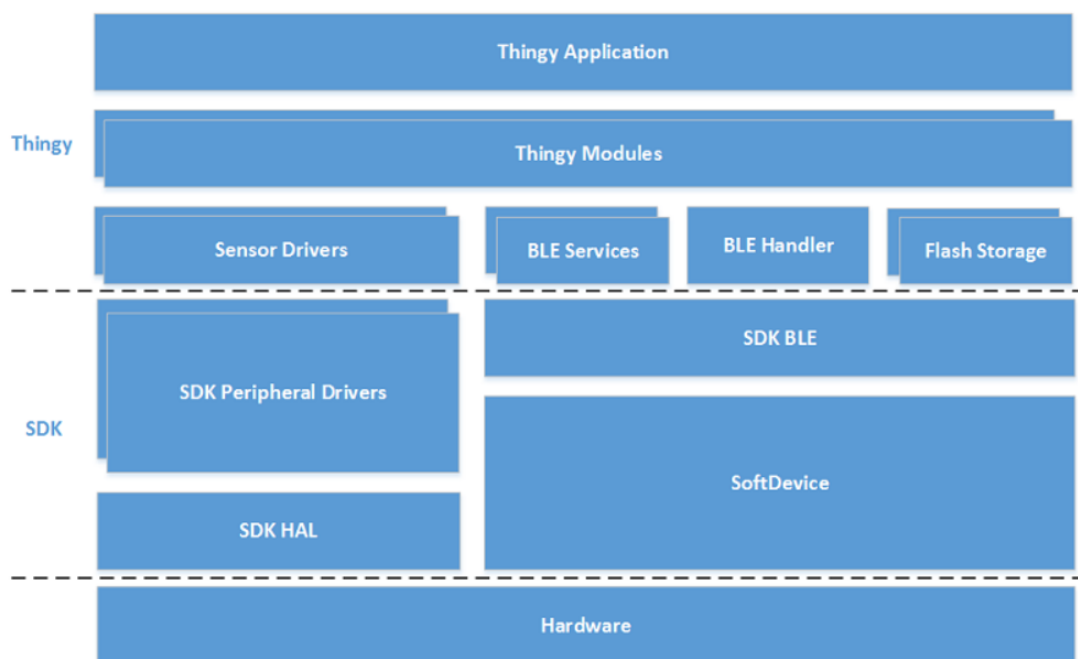 Thingy Application
Thingy
Thingy Modules
Sensor Drivers
BLE Services
BLE Handler
Flash Storage
SDK BLE
SDK Peripheral Drivers
SDK
SoftDevice
SDK HAL
Hardware